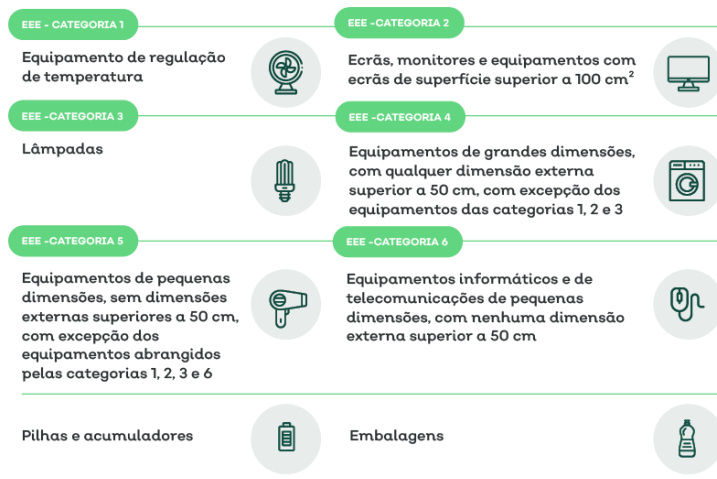 EEE - CATEGORIA 1
Equipamento de regulação
de temperatura
EEE -CATEGORIA 2
Ecrãs, monitores e equipamentos com
ecrãs de superfície superior a 100 cm²
EEE -CATEGORIA 3
Lâmpadas
EEE -CATEGORIA 4
Equipamentos de grandes dimensões,
com qualquer dimensão externa
superior a 50 cm, com excepção dos
equipamentos das categorias 1, 2 e 3
EEE -CATEGORIA 5
Equipamentos de pequenas
dimensões, sem dimensões
externas superiores a 50 cm,
com excepção dos
equipamentos abrangidos
pelas categorias 1, 2, 3 e 6
EEE -CATEGORIA 6
Equipamentos informáticos e de
telecomunicações de pequenas
dimensões, com nenhuma dimensão
externa superior a 50 cm
Pilhas e acumuladores
Embalagens